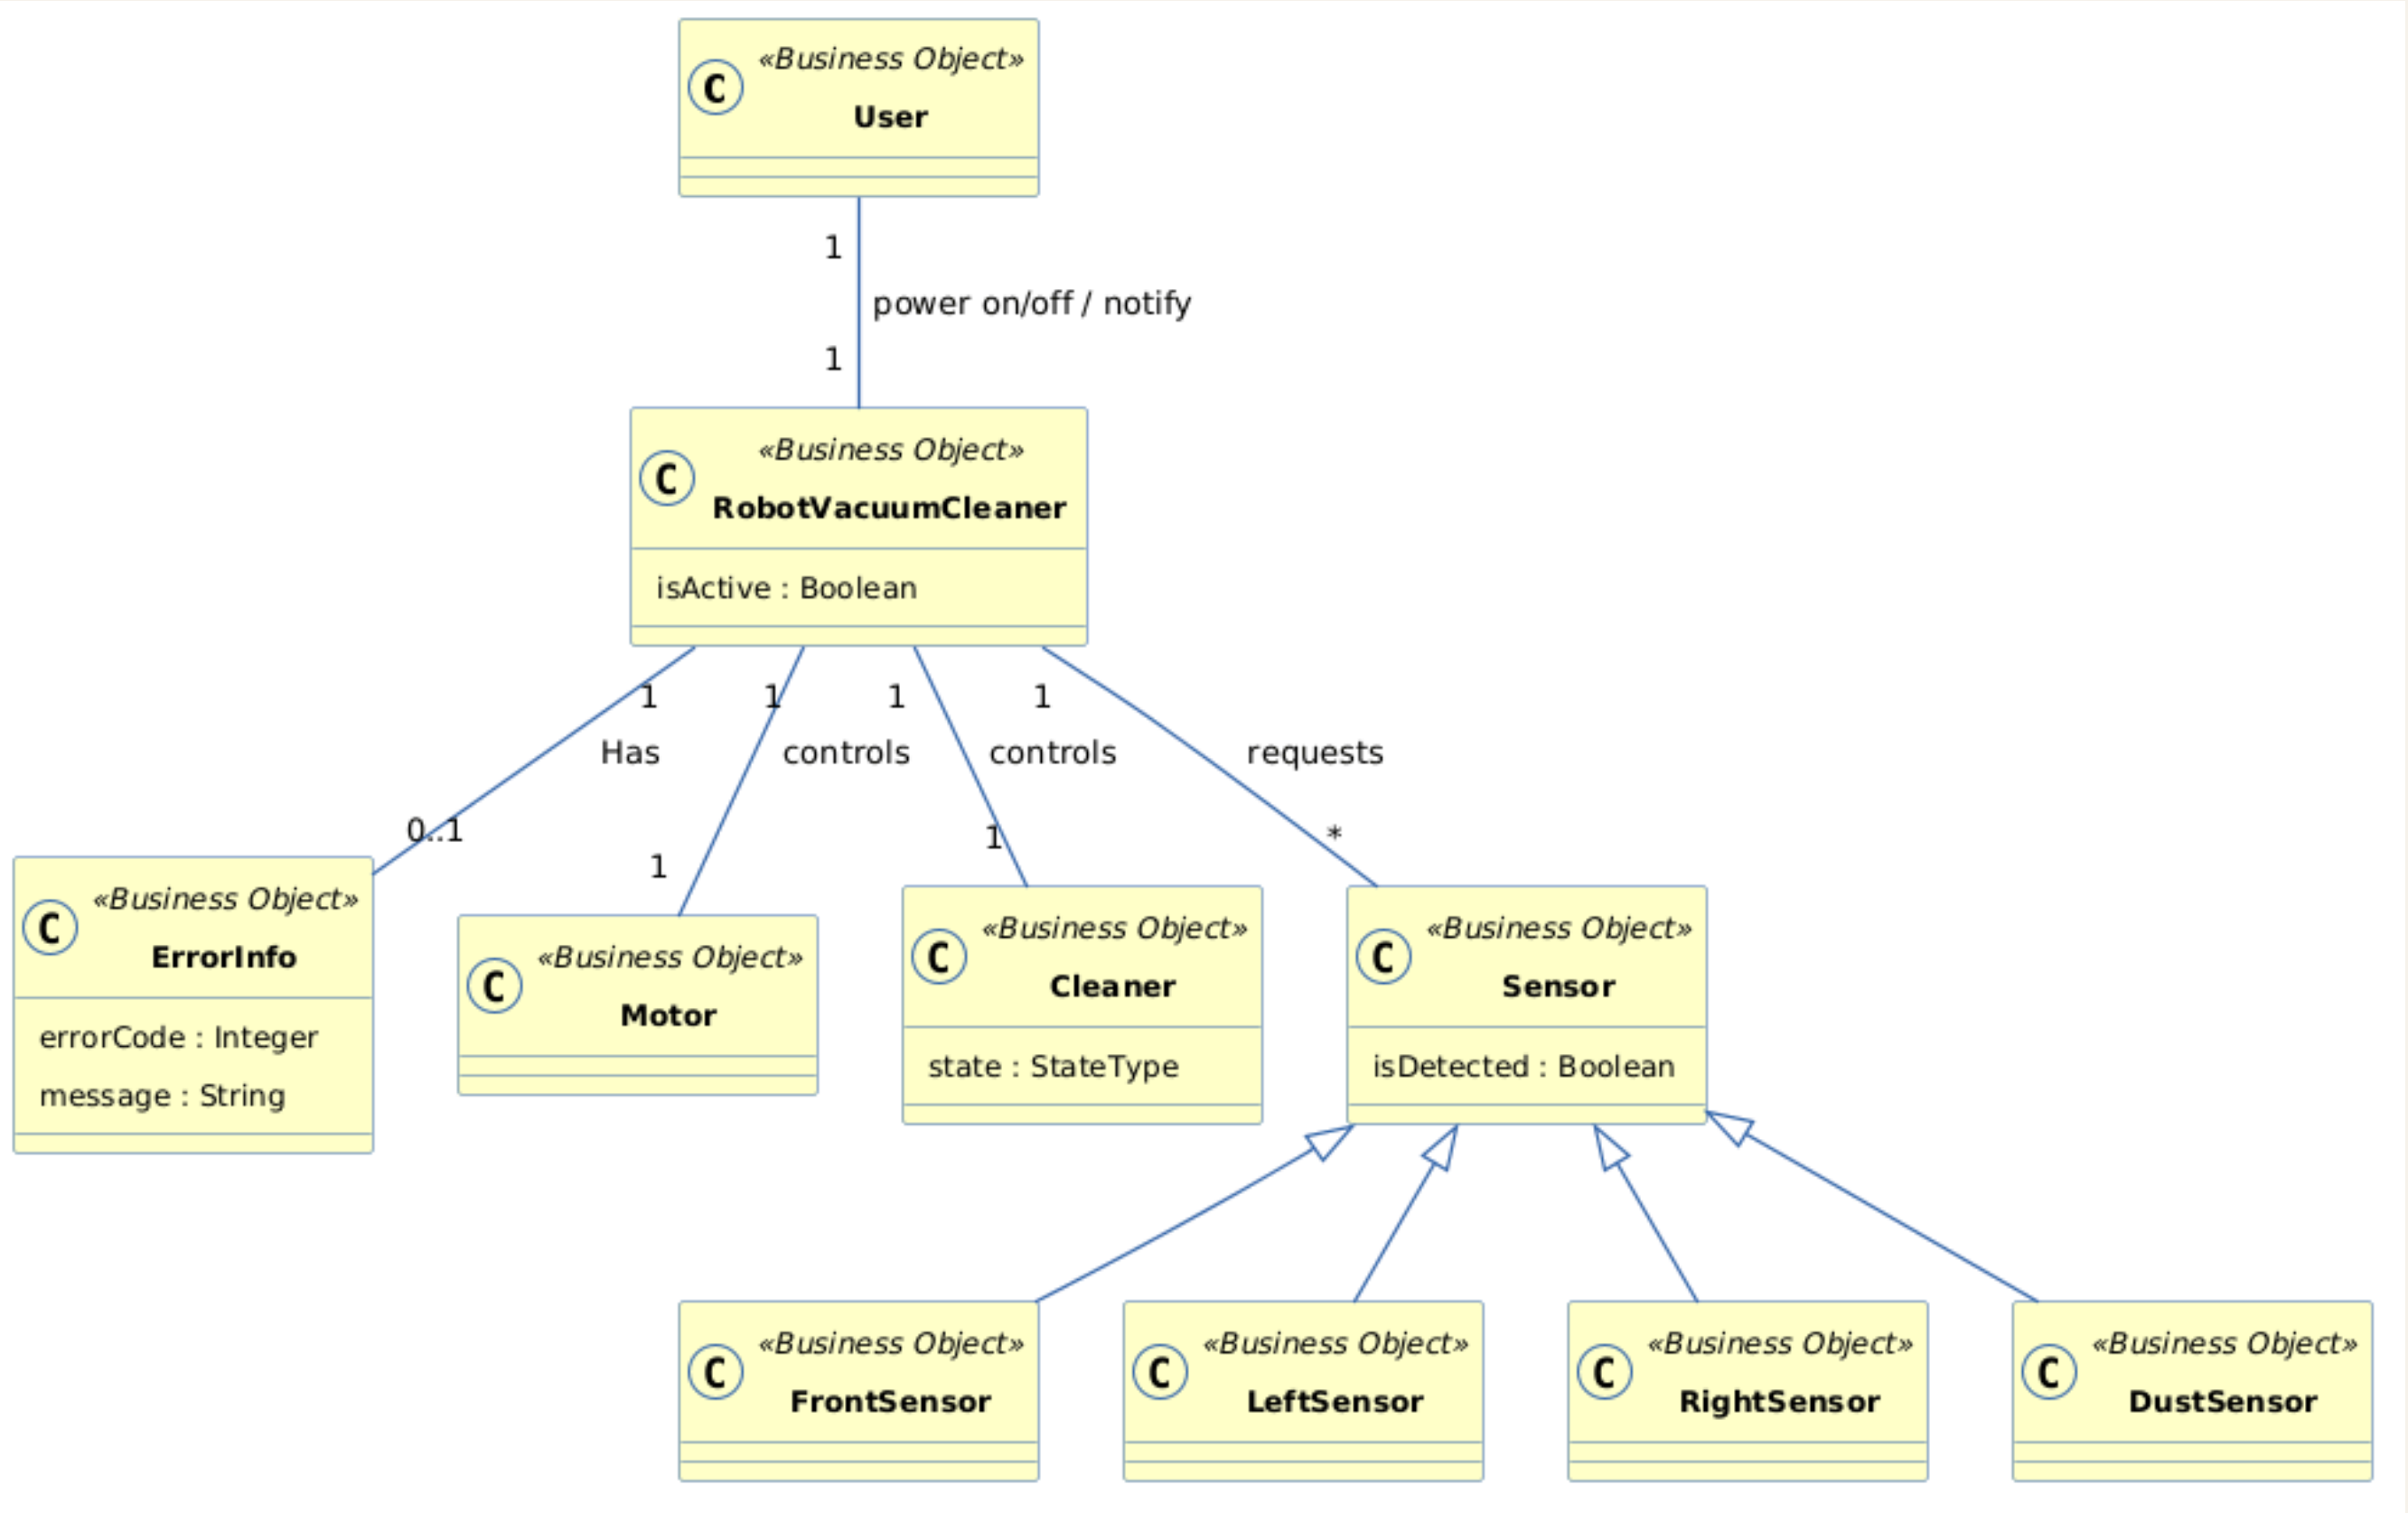 «Business Object»
C
User
1
power on/off / notify
1
«Business Object»
C
RobotVacuumCleaner
isActive : Boolean
1
1
1
1
Has
controls
controls
requests
0..1
1
1
*
«Business Object»
C
ErrorInfo
errorCode : Integer
message : String
«Business Object»
C
Motor
«Business Object»
C
Cleaner
state : StateType
«Business Object»
C
Sensor
isDetected : Boolean
«Business Object»
C
FrontSensor
«Business Object»
C
LeftSensor
«Business Object»
C
RightSensor
«Business Object»
C
DustSensor